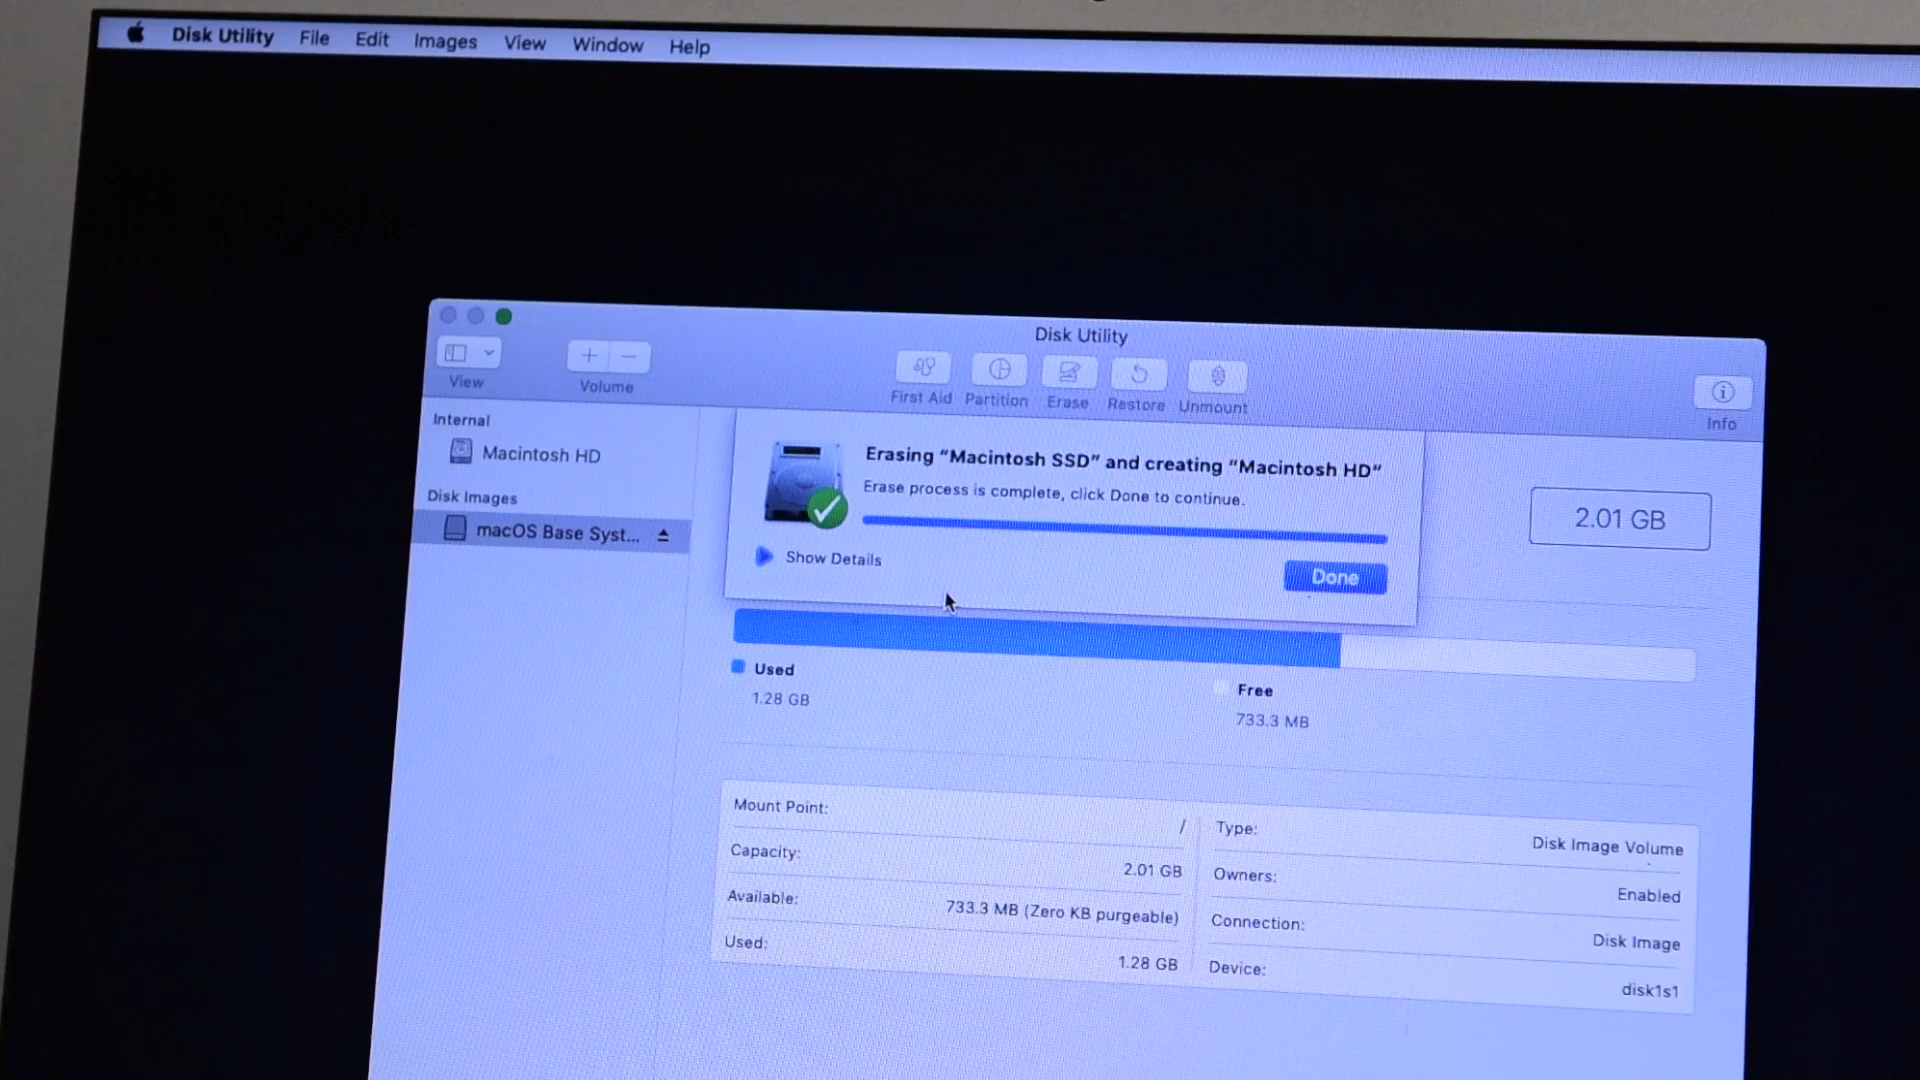 Disk Utility File Edit Images View Window Help
Disk Utility
View
Volume
First Aid Partition Erase Restore Unmount
Info
Internal
Macintosh HD
Disk Images
macOS Base Syst...
Erasing “Macintosh SSD” and creating “Macintosh HD”
Erase process is complete, click Done to continue.
Show Details
Done
2.01 GB
Used
1.28 GB
Free
733.3 MB
Mount Point: /
Capacity: 2.01 GB
Available: 733.3 MB (Zero KB purgeable)
Used: 1.28 GB
Type: Disk Image Volume
Owners: Enabled
Connection: Disk Image
Device: disk1s1